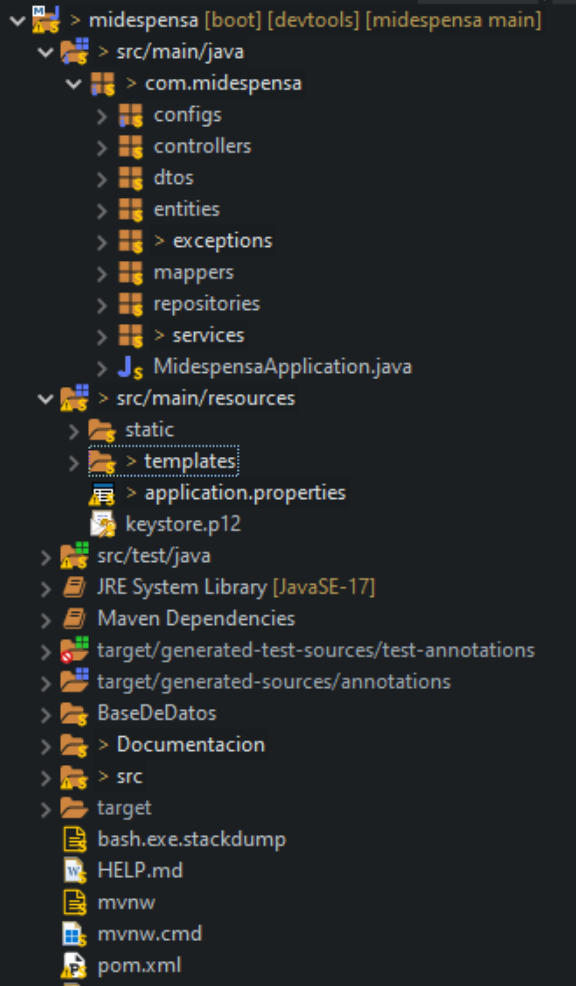 > midespensa [boot] [devtools] [midespensa main]
> src/main/java
> com.midespensa
configs
controllers
dtos
entities
> exceptions
mappers
repositories
> services
MidespensaApplication.java
> src/main/resources
static
> templates
> application.properties
keystore.p12
src/test/java
JRE System Library [JavaSE-17]
Maven Dependencies
target/generated-test-sources/test-annotations
target/generated-sources/annotations
BaseDeDatos
> Documentacion
> src
target
bash.exe.stackdump
HELP.md
mvnw
mvnw.cmd
pom.xml